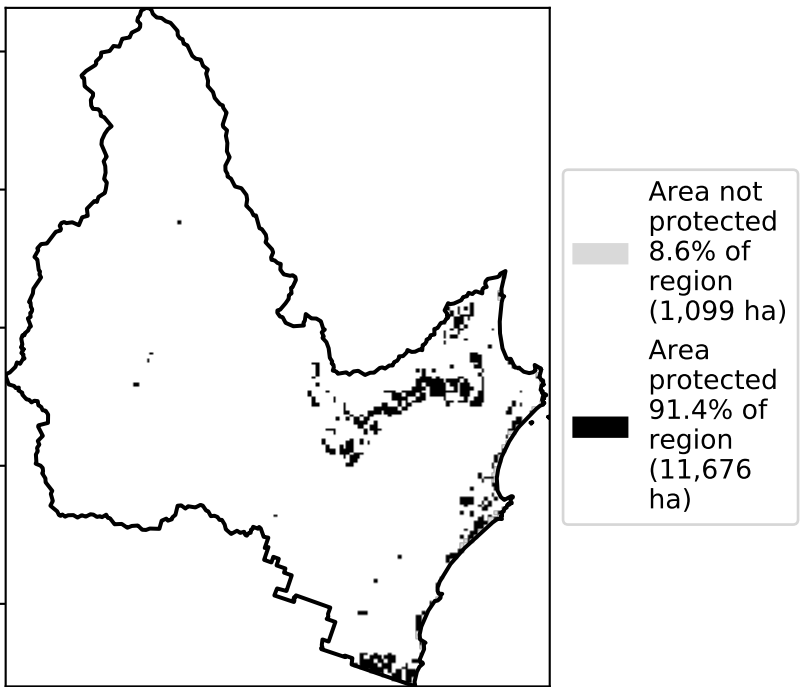 Area not
protected
8.6% of
region
(1,099 ha)
Area
protected
91.4% of
region
(11,676
ha)